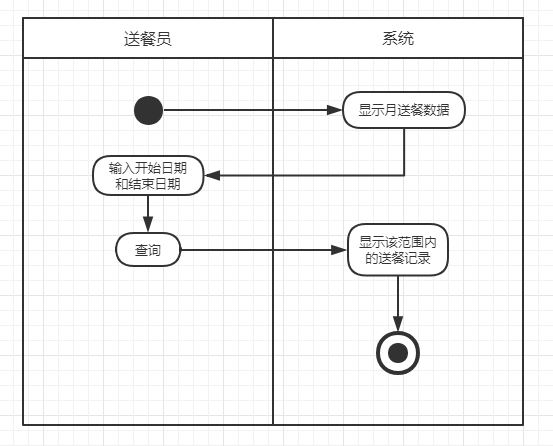 送餐员
系统
显示月送餐数据
输入开始日期
和结束日期
查询
显示该范围内
的送餐记录